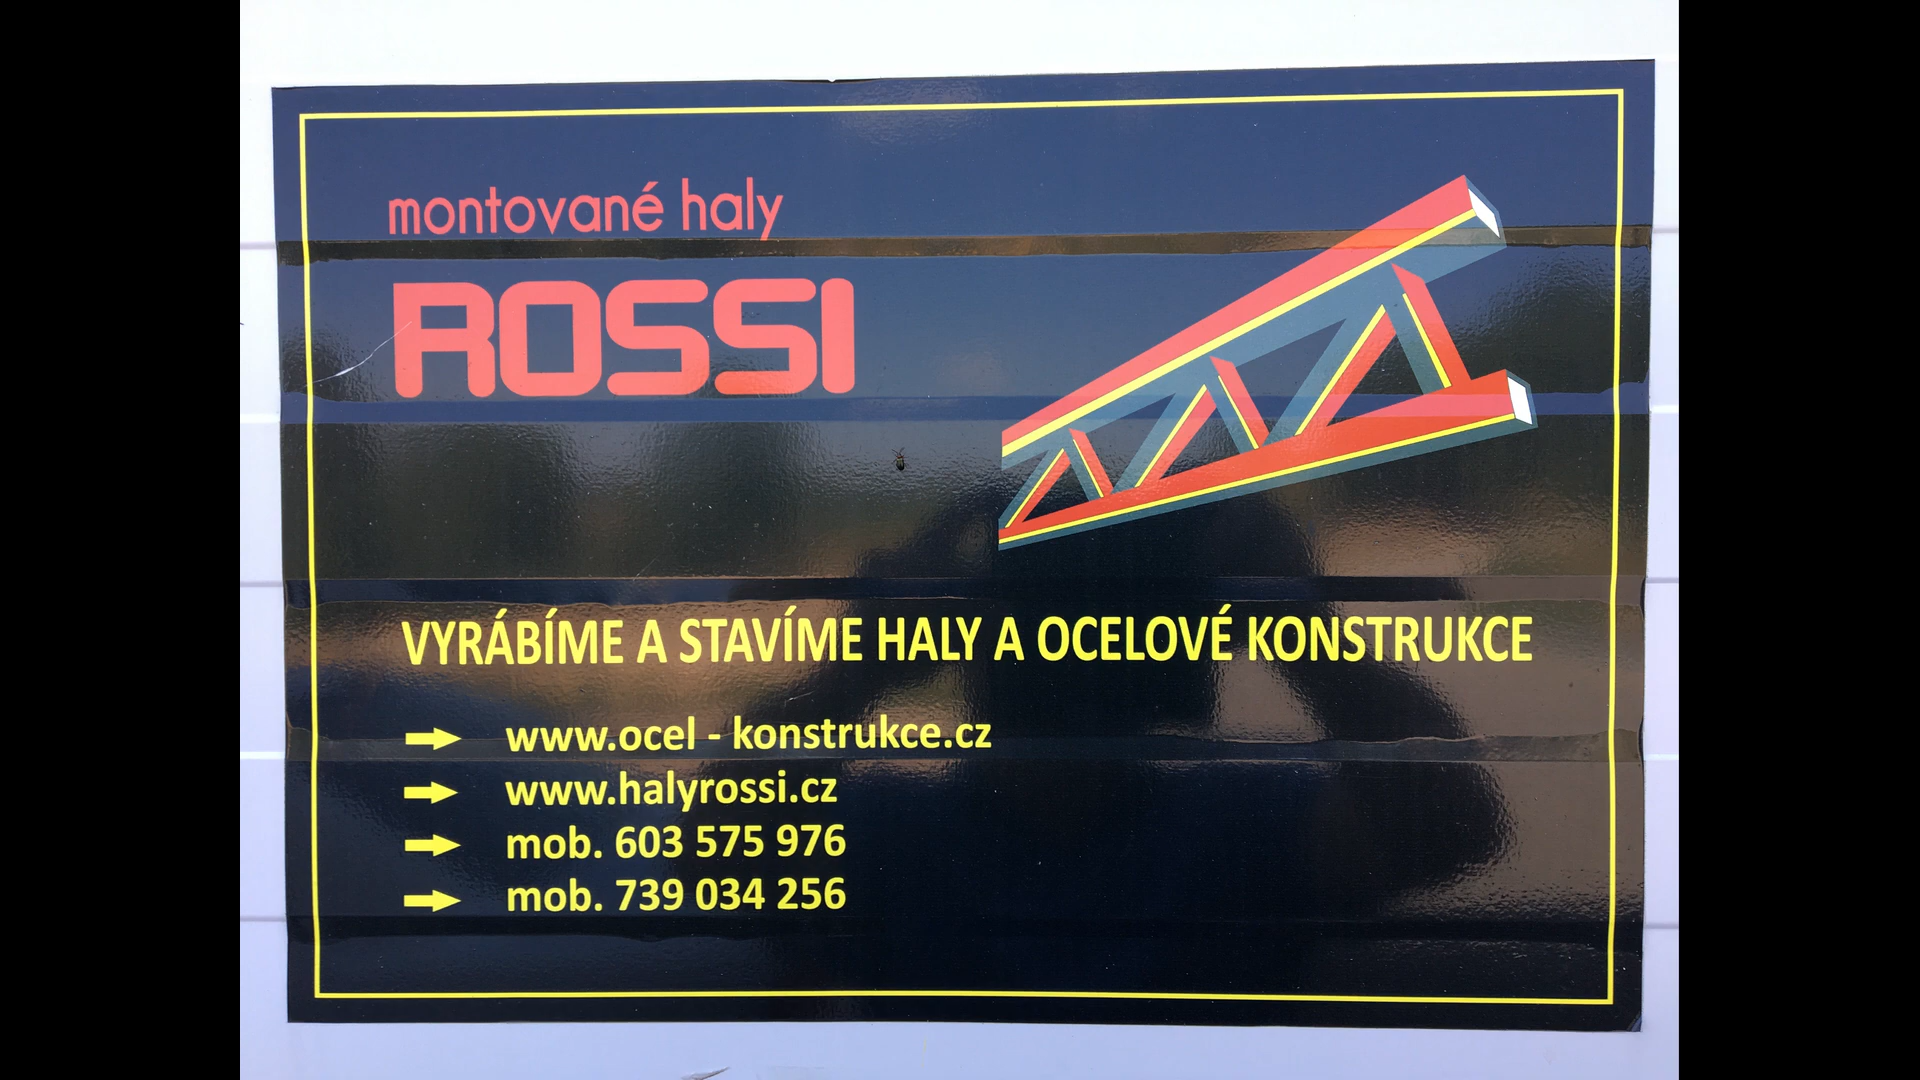 montované haly
ROSSI
VYRÁBÍME A STAVÍME HALY A OCELOVÉ KONSTRUKCE
www.ocel - konstrukce.cz
www.halyrossi.cz
mob. 603 575 976
mob. 739 034 256